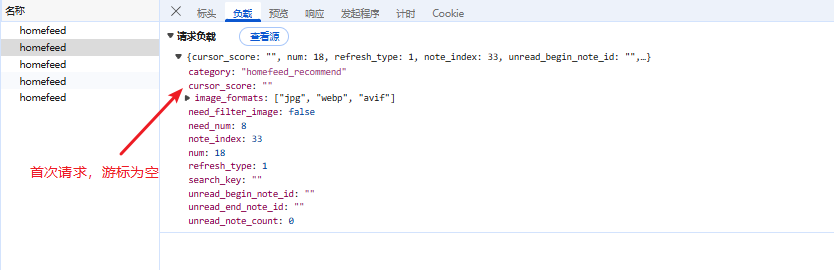 名称
homefeed
homefeed
homefeed
homefeed
homefeed
标头 负载 预览 响应 发起程序 计时 Cookie
请求负载 查看源
{cursor_score: "", num: 18, refresh_type: 1, note_index: 33, unread_begin_note_id: "",…}
category: "homefeed_recommend"
cursor_score: ""
image_formats: ["jpg", "webp", "avif"]
need_filter_image: false
need_num: 8
note_index: 33
num: 18
refresh_type: 1
search_key: ""
unread_begin_note_id: ""
unread_end_note_id: ""
unread_note_count: 0
首次请求，游标为空